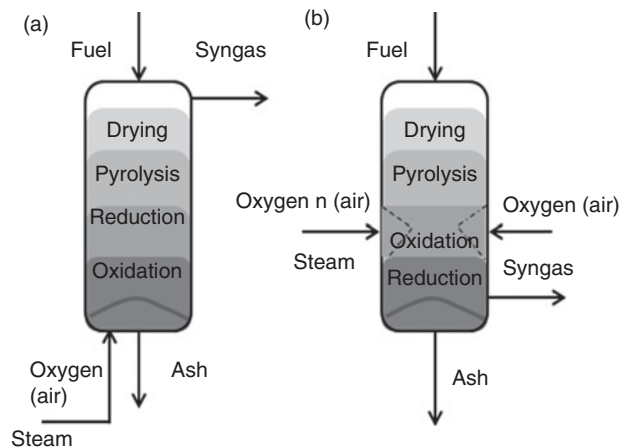 (a)
Fuel
Syngas
Drying
Pyrolysis
Reduction
Oxidation
Oxygen
(air)
Steam
Ash
(b)
Fuel
Drying
Pyrolysis
Oxygen n (air)
Steam
Oxygen (air)
Oxidation
Reduction
Syngas
Ash